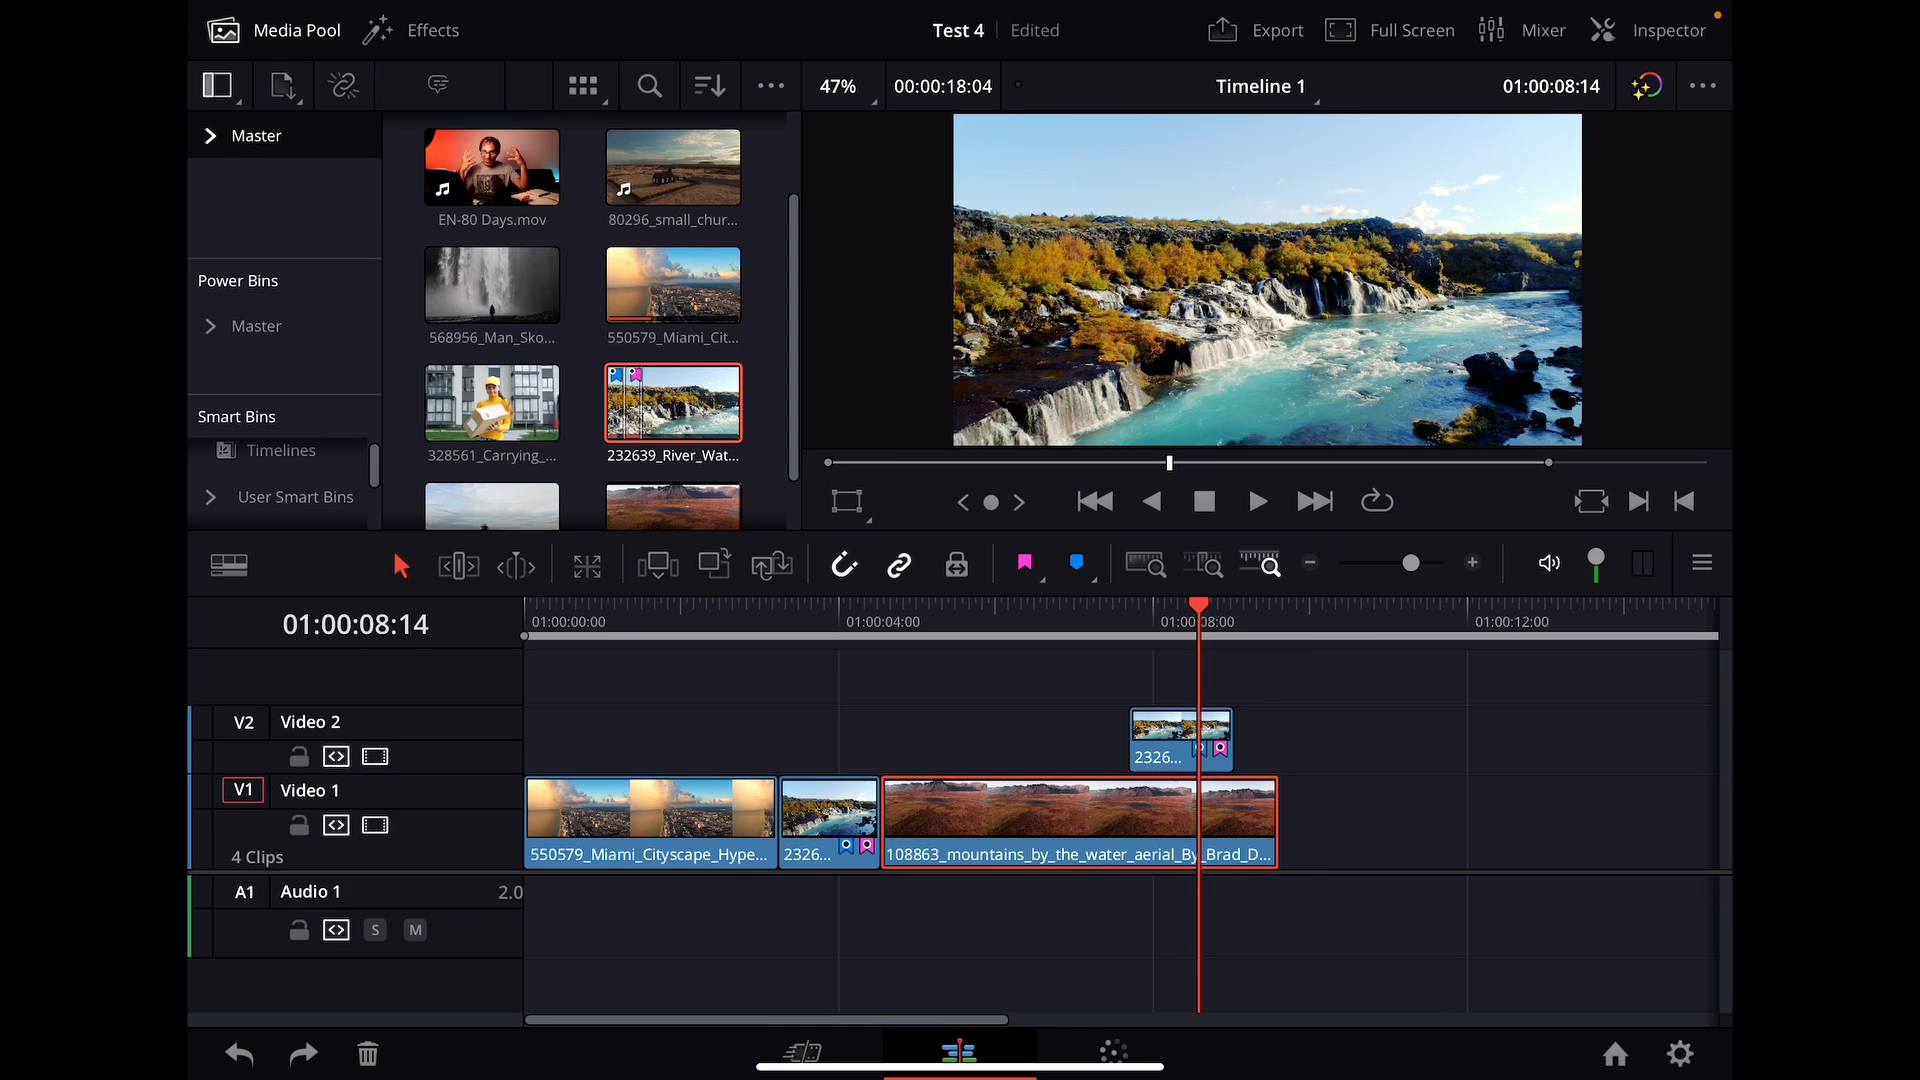 Media Pool
Effects
Test 4
Edited
Export
Full Screen
Mixer
Inspector
47%
00:00:18:04
Timeline 1
01:00:08:14
Master
EN-80 Days.mov
80296_small_chur...
568956_Man_Sko...
550579_Miami_Cit...
Power Bins
Master
Smart Bins
Timelines
User Smart Bins
328561_Carrying_...
232639_River_Wat...
01:00:08:14
01:00:00:00
01:00:04:00
01:00:08:00
01:00:12:00
V2
Video 2
2326...
V1
Video 1
4 Clips
550579_Miami_Cityscape_Hype...
2326...
108863_mountains_by_the_water_aerial_By_Brad_D...
A1
Audio 1
2.0
S
M